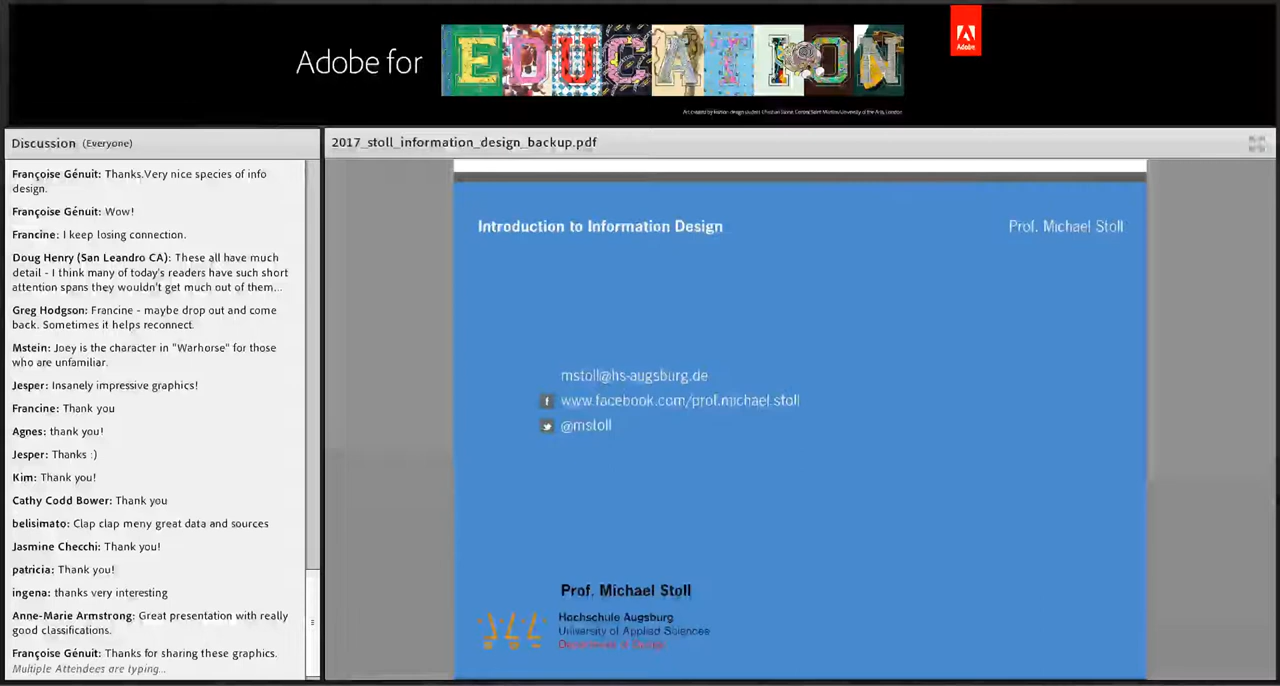 Adobe for EDUCATION
Adobe
Discussion (Everyone)
Françoise Génuit: Thanks.Very nice species of info
design.
Françoise Génuit: Wow!
Francine: I keep losing connection.
Doug Henry (San Leandro CA): These all have much
detail - I think many of today's readers have such short
attention spans they wouldn't get much out of them...
Greg Hodgson: Francine - maybe drop out and come
back. Sometimes it helps reconnect.
Mstein: Joey is the character in "Warhorse" for those
who are unfamiliar.
Jesper: Insanely impressive graphics!
Francine: Thank you
Agnes: thank you!
Jesper: Thanks :)
Kim: Thank you!
Cathy Codd Bower: Thank you
belisimato: Clap clap meny great data and sources
Jasmine Checchi: Thank you!
patricia: Thank you!
ingena: thanks very interesting
Anne-Marie Armstrong: Great presentation with really
good classifications.
Françoise Génuit: Thanks for sharing these graphics.
Multiple Attendees are typing...
2017_stoll_information_design_backup.pdf
Introduction to Information Design
Prof. Michael Stoll
mstoll@hs-augsburg.de
www.facebook.com/prof.michael.stoll
@mstoll
Prof. Michael Stoll
Hochschule Augsburg
University of Applied Sciences